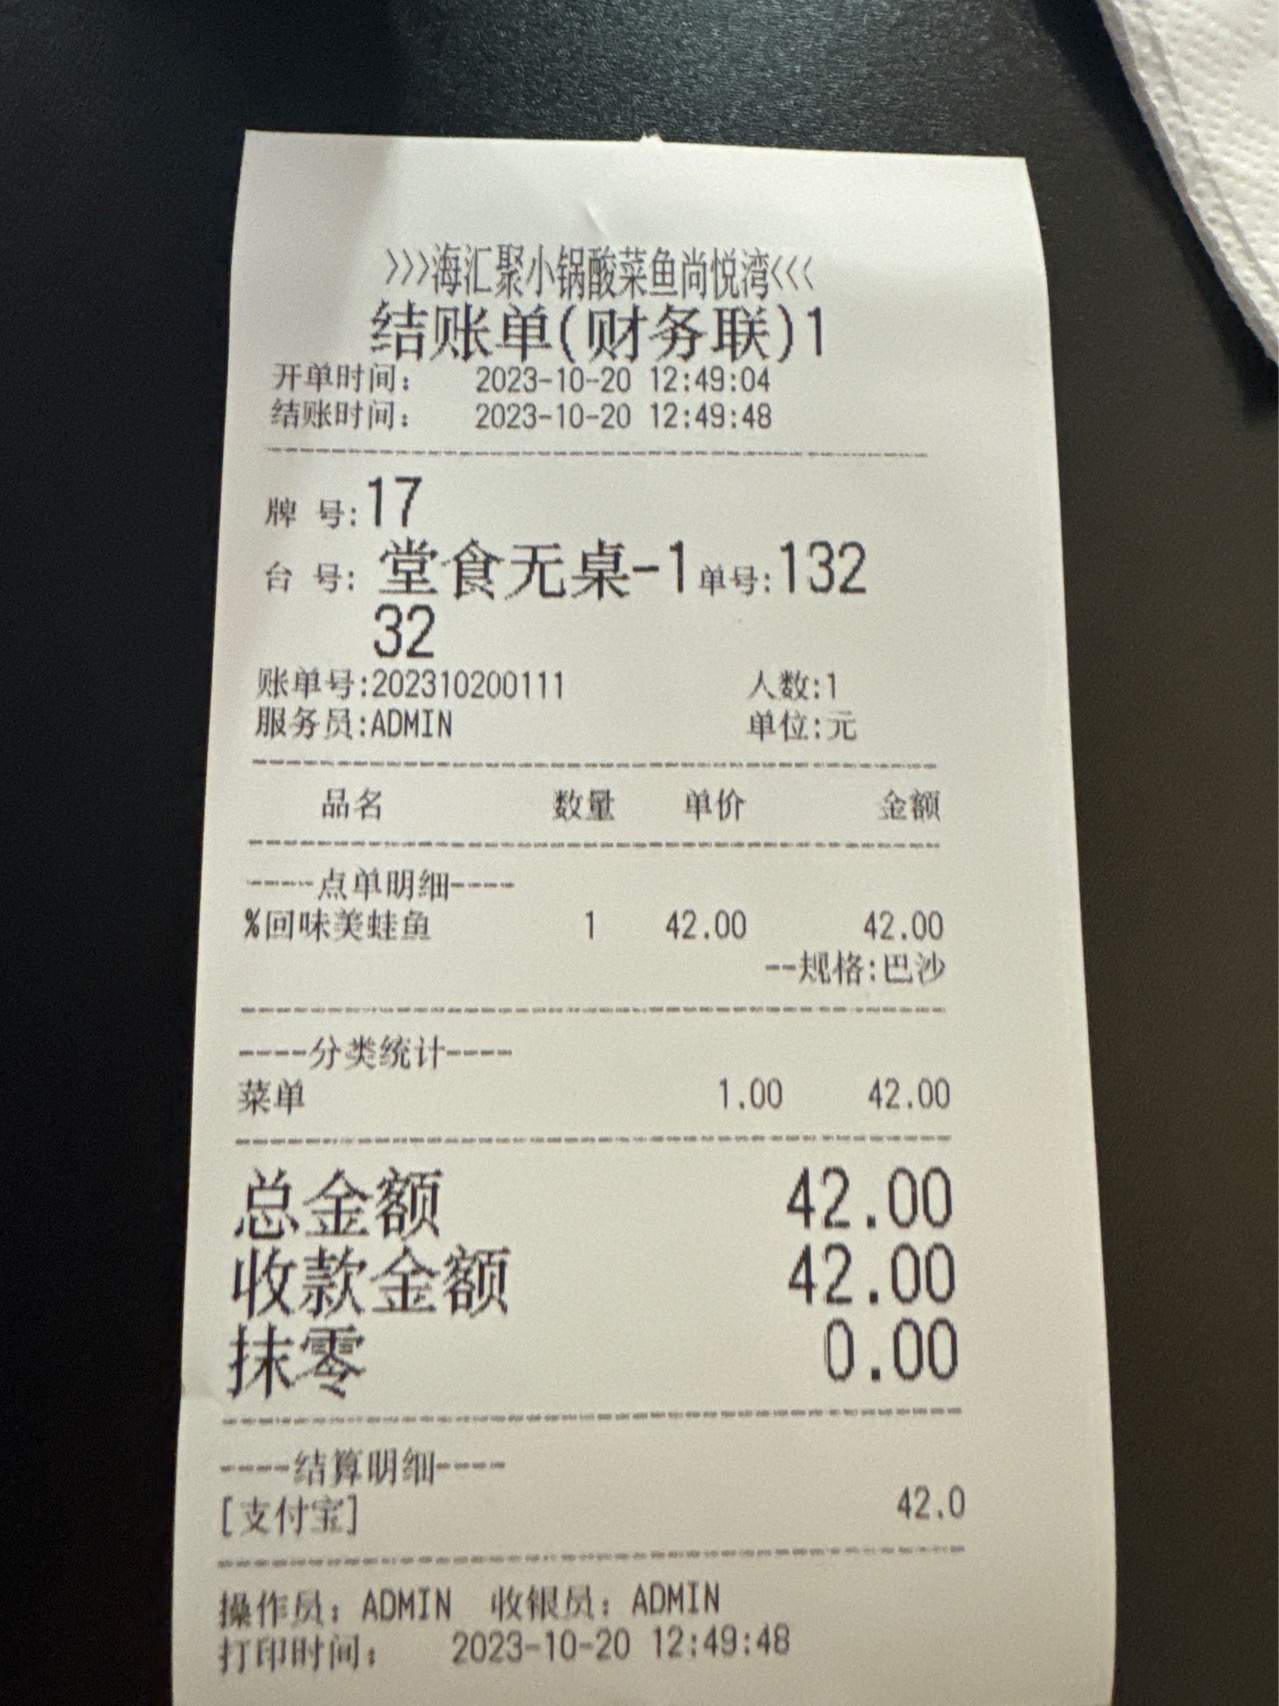 >>>海汇聚小锅酸菜鱼尚悦湾<<<
结账单(财务联)1
开单时间: 2023-10-20 12:49:04
结账时间: 2023-10-20 12:49:48
牌 号:17
台 号: 堂食无桌-1 单号:132
32
账单号:202310200111 人数:1
服务员:ADMIN 单位:元
品名 数量 单价 金额
-----点单明细----
%回味美蛙鱼 1 42.00 42.00
--规格:巴沙
----分类统计----
菜单 1.00 42.00
总金额 42.00
收款金额 42.00
抹零 0.00
----结算明细----
[支付宝] 42.0
操作员: ADMIN 收银员: ADMIN
打印时间: 2023-10-20 12:49:48